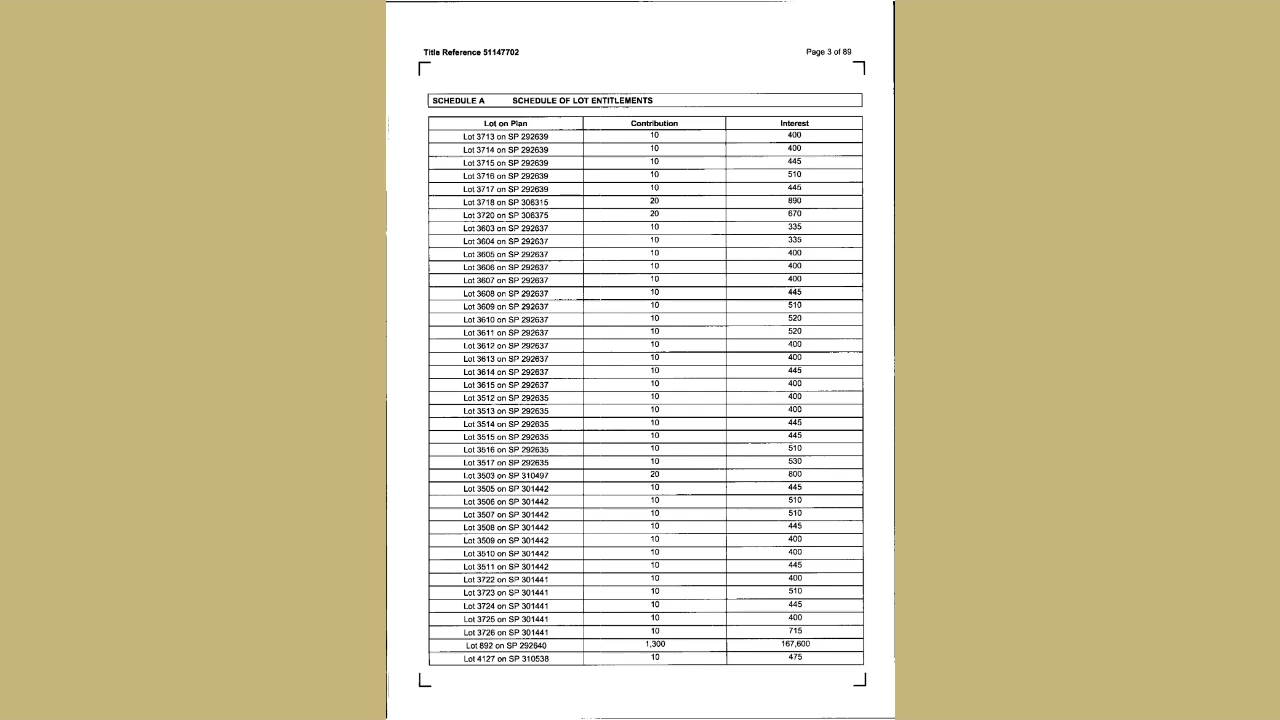 Title Reference 51147702 Page 3 of 89
SCHEDULE A SCHEDULE OF LOT ENTITLEMENTS
Lot on Plan Contribution Interest
Lot 3713 on SP 292639 10 400
Lot 3714 on SP 292639 10 400
Lot 3715 on SP 292639 10 445
Lot 3716 on SP 292639 10 510
Lot 3717 on SP 292639 10 445
Lot 3718 on SP 306315 20 890
Lot 3720 on SP 306375 20 670
Lot 3603 on SP 292637 10 335
Lot 3604 on SP 292637 10 335
Lot 3605 on SP 292637 10 400
Lot 3606 on SP 292637 10 400
Lot 3607 on SP 292637 10 400
Lot 3608 on SP 292637 10 445
Lot 3609 on SP 292637 10 510
Lot 3610 on SP 292637 10 520
Lot 3611 on SP 292637 10 520
Lot 3612 on SP 292637 10 400
Lot 3613 on SP 292637 10 400
Lot 3614 on SP 292637 10 445
Lot 3615 on SP 292637 10 400
Lot 3512 on SP 292635 10 400
Lot 3513 on SP 292635 10 400
Lot 3514 on SP 292635 10 445
Lot 3515 on SP 292635 10 445
Lot 3516 on SP 292635 10 510
Lot 3517 on SP 292635 10 530
Lot 3503 on SP 310497 20 800
Lot 3505 on SP 301442 10 445
Lot 3506 on SP 301442 10 510
Lot 3507 on SP 301442 10 510
Lot 3508 on SP 301442 10 445
Lot 3509 on SP 301442 10 400
Lot 3510 on SP 301442 10 400
Lot 3511 on SP 301442 10 445
Lot 3722 on SP 301441 10 400
Lot 3723 on SP 301441 10 510
Lot 3724 on SP 301441 10 445
Lot 3725 on SP 301441 10 400
Lot 3726 on SP 301441 10 715
Lot 892 on SP 292640 1,300 167,600
Lot 4127 on SP 310538 10 475